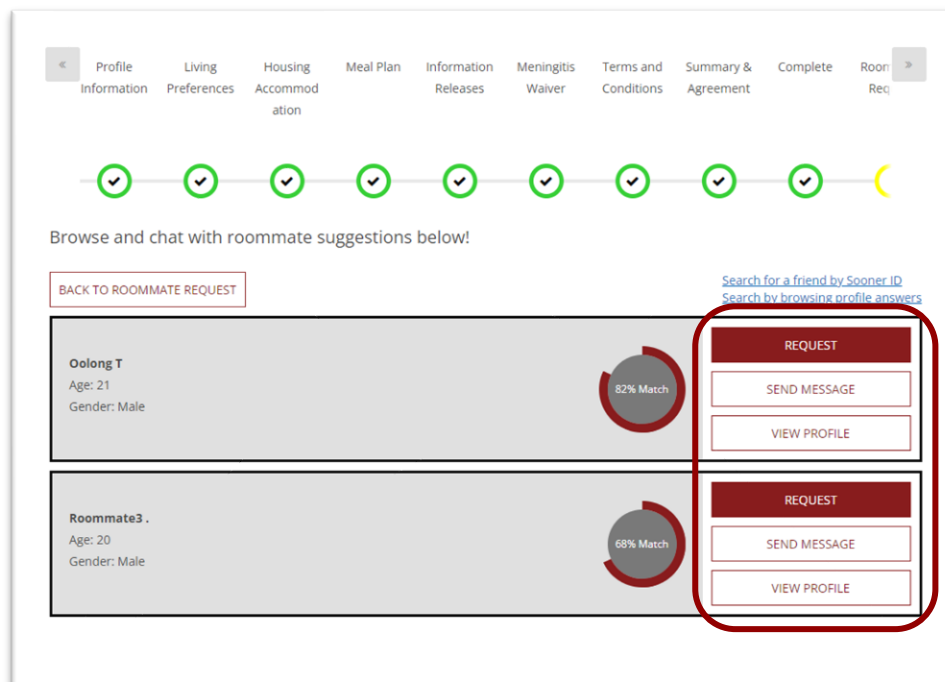 « Profile Living Housing Meal Plan Information Meningitis Terms and Summary & Complete Room »
Information Preferences Accommod Releases Waiver Conditions Agreement Req
ation
Browse and chat with roommate suggestions below!
BACK TO ROOMMATE REQUEST
Search for a friend by Sooner ID
Search by browsing profile answers
Oolong T
Age: 21
Gender: Male
82% Match
REQUEST
SEND MESSAGE
VIEW PROFILE
Roommate3 .
Age: 20
Gender: Male
68% Match
REQUEST
SEND MESSAGE
VIEW PROFILE